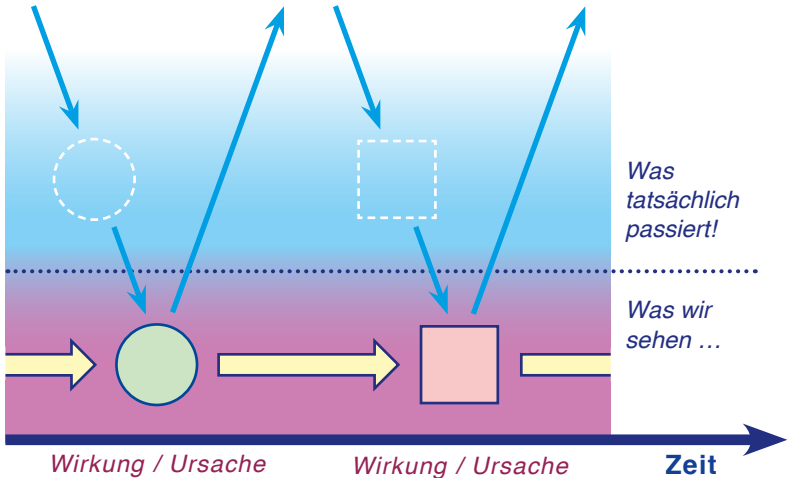 Was
tatsächlich
passiert!
Was wir
sehen …
Wirkung / Ursache
Wirkung / Ursache
Zeit